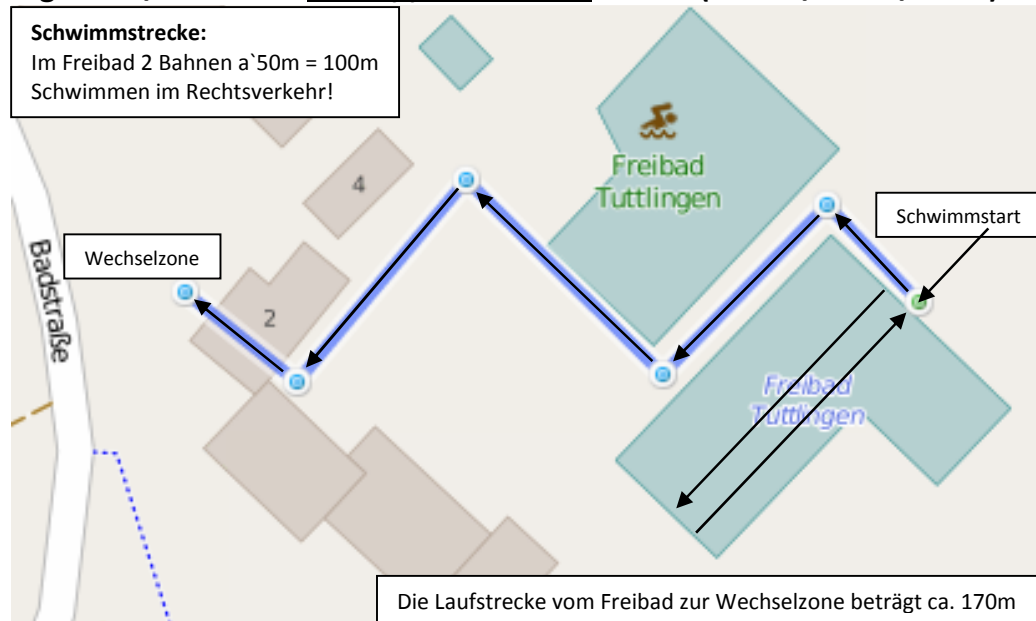 Schwimmstrecke:
Im Freibad 2 Bahnen a`50m = 100m
Schwimmen im Rechtsverkehr!
Freibad
Tuttlingen
4
Schwimmstart
Wechselzone
Badstraße
2
Freibad
Tuttlingen
Die Laufstrecke vom Freibad zur Wechselzone beträgt ca. 170m